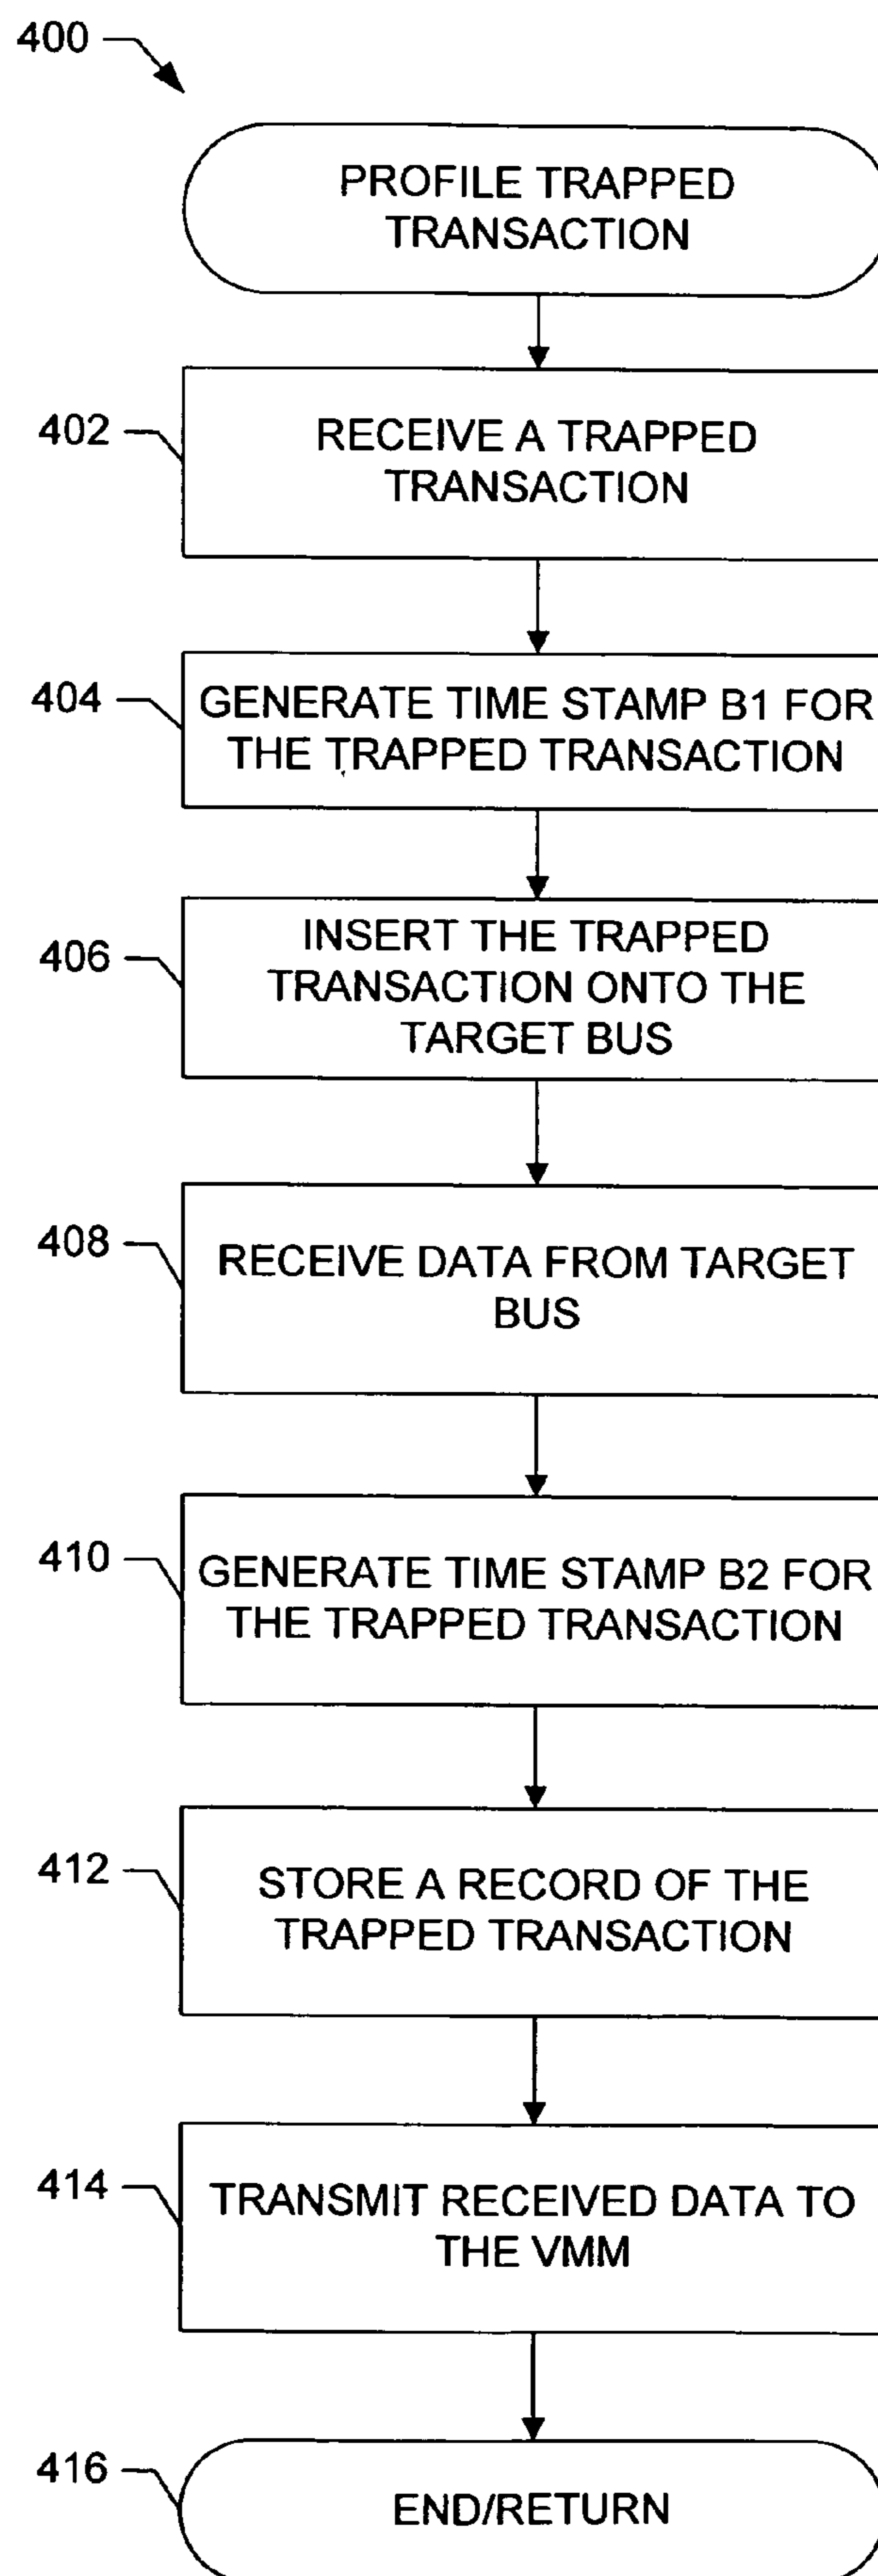 400
PROFILE TRAPPED
TRANSACTION
402
RECEIVE A TRAPPED
TRANSACTION
404
GENERATE TIME STAMP B1 FOR
THE TRAPPED TRANSACTION
406
INSERT THE TRAPPED
TRANSACTION ONTO THE
TARGET BUS
408
RECEIVE DATA FROM TARGET
BUS
410
GENERATE TIME STAMP B2 FOR
THE TRAPPED TRANSACTION
412
STORE A RECORD OF THE
TRAPPED TRANSACTION
414
TRANSMIT RECEIVED DATA TO
THE VMM
416
END/RETURN